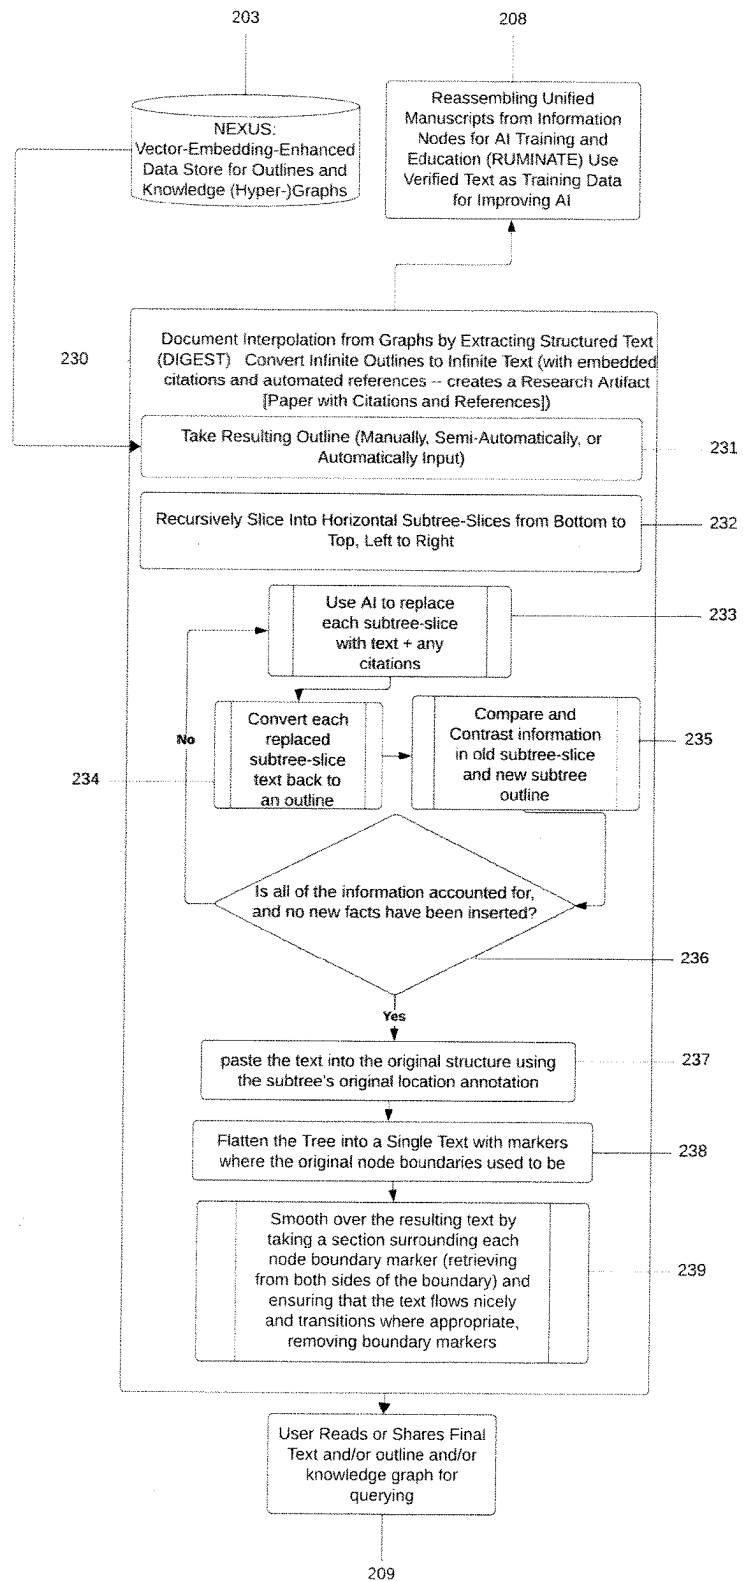 203
208
NEXUS:
Vector-Embedding-Enhanced
Data Store for Outlines and
Knowledge (Hyper-)Graphs
Reassembling Unified
Manuscripts from Information
Nodes for AI Training and
Education (RUMINATE) Use
Verified Text as Training Data
for Improving AI
230
Document Interpolation from Graphs by Extracting Structured Text
(DIGEST) Convert Infinite Outlines to Infinite Text (with embedded
citations and automated references -- creates a Research Artifact
[Paper with Citations and References])
Take Resulting Outline (Manually, Semi-Automatically, or
Automatically Input)
231
Recursively Slice Into Horizontal Subtree-Slices from Bottom to
Top, Left to Right
232
Use AI to replace
each subtree-slice
with text + any
citations
233
No
Convert each
replaced
subtree-slice
text back to
an outline
234
Compare and
Contrast information
in old subtree-slice
and new subtree
outline
235
Is all of the information accounted for,
and no new facts have been inserted?
236
Yes
paste the text into the original structure using
the subtree's original location annotation
237
Flatten the Tree into a Single Text with markers
where the original node boundaries used to be
238
Smooth over the resulting text by
taking a section surrounding each
node boundary marker (retrieving
from both sides of the boundary) and
ensuring that the text flows nicely
and transitions where appropriate,
removing boundary markers
239
User Reads or Shares Final
Text and/or outline and/or
knowledge graph for
querying
209